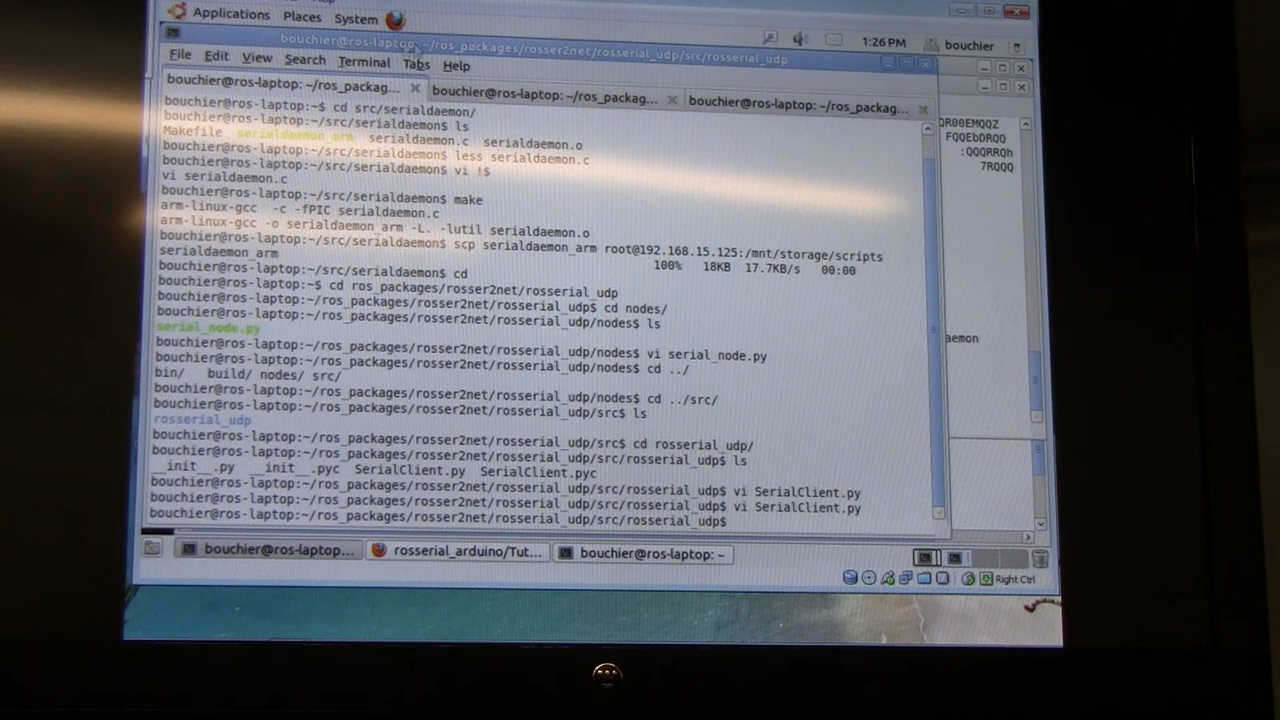 Applications Places System
1:26 PM bouchier
bouchier@ros-laptop: ~/ros_packages/rosser2net/rosserial_udp/src/rosserial_udp
File Edit View Search Terminal Tabs Help
bouchier@ros-laptop: ~/ros_packag... bouchier@ros-laptop: ~/ros_packag... bouchier@ros-laptop: ~/ros_packag...
bouchier@ros-laptop:~$ cd src/serialdaemon/
bouchier@ros-laptop:~/src/serialdaemon$ ls
Makefile serialdaemon_arm serialdaemon.c serialdaemon.o
bouchier@ros-laptop:~/src/serialdaemon$ less serialdaemon.c
bouchier@ros-laptop:~/src/serialdaemon$ vi !$
vi serialdaemon.c
bouchier@ros-laptop:~/src/serialdaemon$ make
arm-linux-gcc -c -fPIC serialdaemon.c
arm-linux-gcc -o serialdaemon_arm -L. -lutil serialdaemon.o
bouchier@ros-laptop:~/src/serialdaemon$ scp serialdaemon_arm root@192.168.15.125:/mnt/storage/scripts
serialdaemon_arm 100% 18KB 17.7KB/s 00:00
bouchier@ros-laptop:~/src/serialdaemon$ cd
bouchier@ros-laptop:~$ cd ros_packages/rosser2net/rosserial_udp
bouchier@ros-laptop:~/ros_packages/rosser2net/rosserial_udp$ cd nodes/
bouchier@ros-laptop:~/ros_packages/rosser2net/rosserial_udp/nodes$ ls
serial_node.py
bouchier@ros-laptop:~/ros_packages/rosser2net/rosserial_udp/nodes$ vi serial_node.py
bouchier@ros-laptop:~/ros_packages/rosser2net/rosserial_udp/nodes$ cd ../
bin/ build/ nodes/ src/
bouchier@ros-laptop:~/ros_packages/rosser2net/rosserial_udp/nodes$ cd ../src/
bouchier@ros-laptop:~/ros_packages/rosser2net/rosserial_udp/src$ ls
rosserial_udp
bouchier@ros-laptop:~/ros_packages/rosser2net/rosserial_udp/src$ cd rosserial_udp/
bouchier@ros-laptop:~/ros_packages/rosser2net/rosserial_udp/src/rosserial_udp$ ls
__init__.py __init__.pyc SerialClient.py SerialClient.pyc
bouchier@ros-laptop:~/ros_packages/rosser2net/rosserial_udp/src/rosserial_udp$ vi SerialClient.py
bouchier@ros-laptop:~/ros_packages/rosser2net/rosserial_udp/src/rosserial_udp$ vi SerialClient.py
bouchier@ros-laptop:~/ros_packages/rosser2net/rosserial_udp/src/rosserial_udp$
QR00EMQQZ
FQQEbDRQQ
:QQQRRQh
7RQQQ
aemon
bouchier@ros-laptop... rosserial_arduino/Tut... bouchier@ros-laptop: ~
Right Ctrl